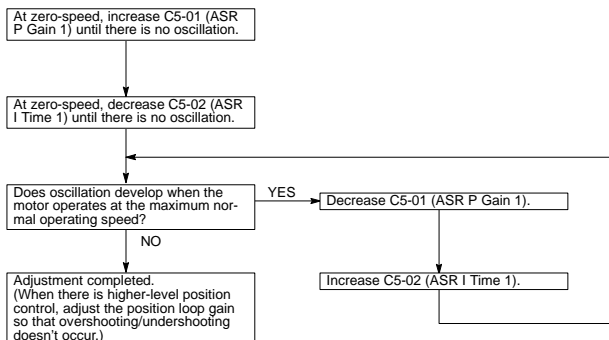 At zero-speed, increase C5-01 (ASR
P Gain 1) until there is no oscillation.
At zero-speed, decrease C5-02 (ASR
I Time 1) until there is no oscillation.
Does oscillation develop when the
motor operates at the maximum nor-
mal operating speed?
YES
Decrease C5-01 (ASR P Gain 1).
NO
Increase C5-02 (ASR I Time 1).
Adjustment completed.
(When there is higher-level position
control, adjust the position loop gain
so that overshooting/undershooting
doesn't occur.)